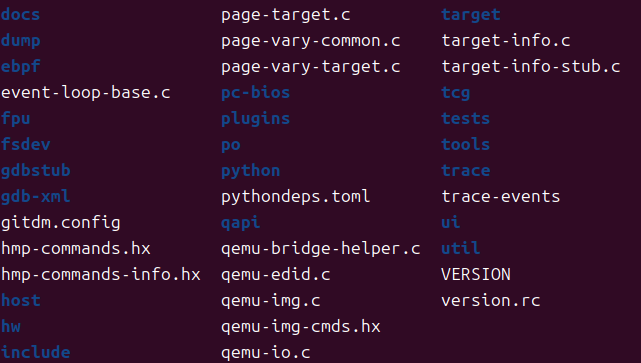 docs page-target.c target
dump page-vary-common.c target-info.c
ebpf page-vary-target.c target-info-stub.c
event-loop-base.c pc-bios tcg
fpu plugins tests
fsdev po tools
gdbstub python trace
gdb-xml pythondeps.toml trace-events
gitdm.config qapi ui
hmp-commands.hx qemu-bridge-helper.c util
hmp-commands-info.hx qemu-edid.c VERSION
host qemu-img.c version.rc
hw qemu-img-cmds.hx
include qemu-io.c